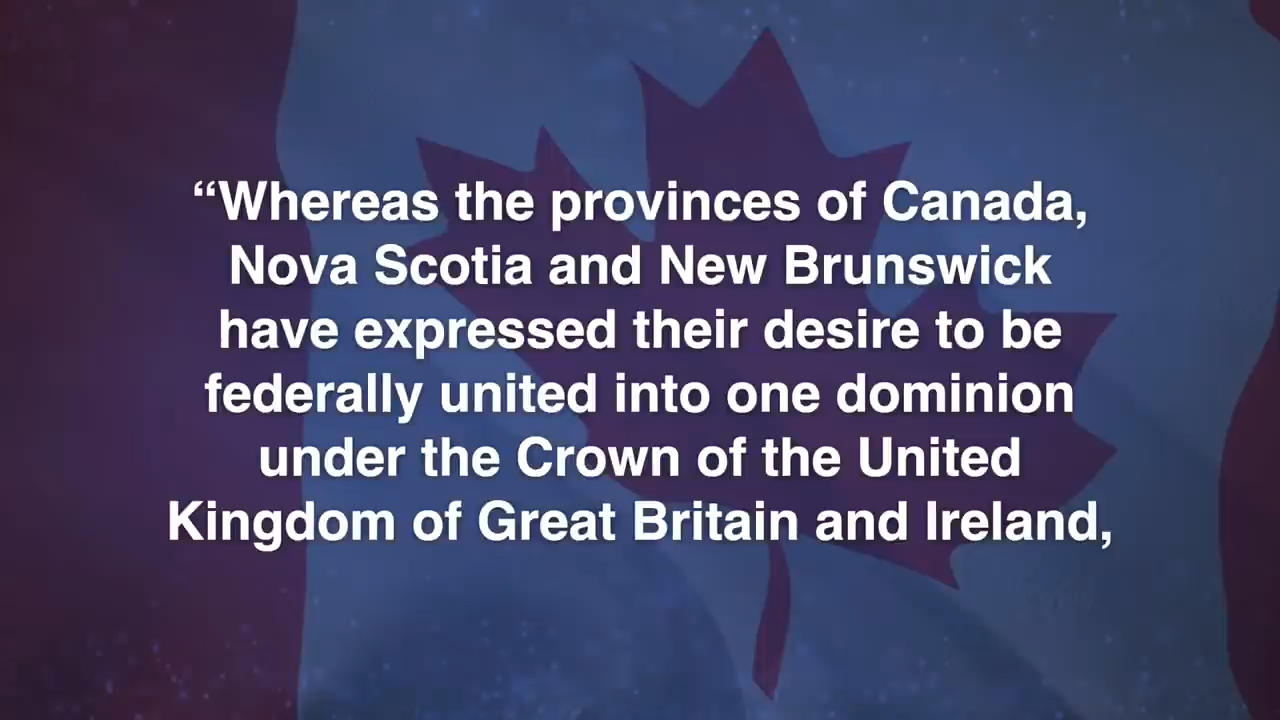 “Whereas the provinces of Canada,
Nova Scotia and New Brunswick
have expressed their desire to be
federally united into one dominion
under the Crown of the United
Kingdom of Great Britain and Ireland,